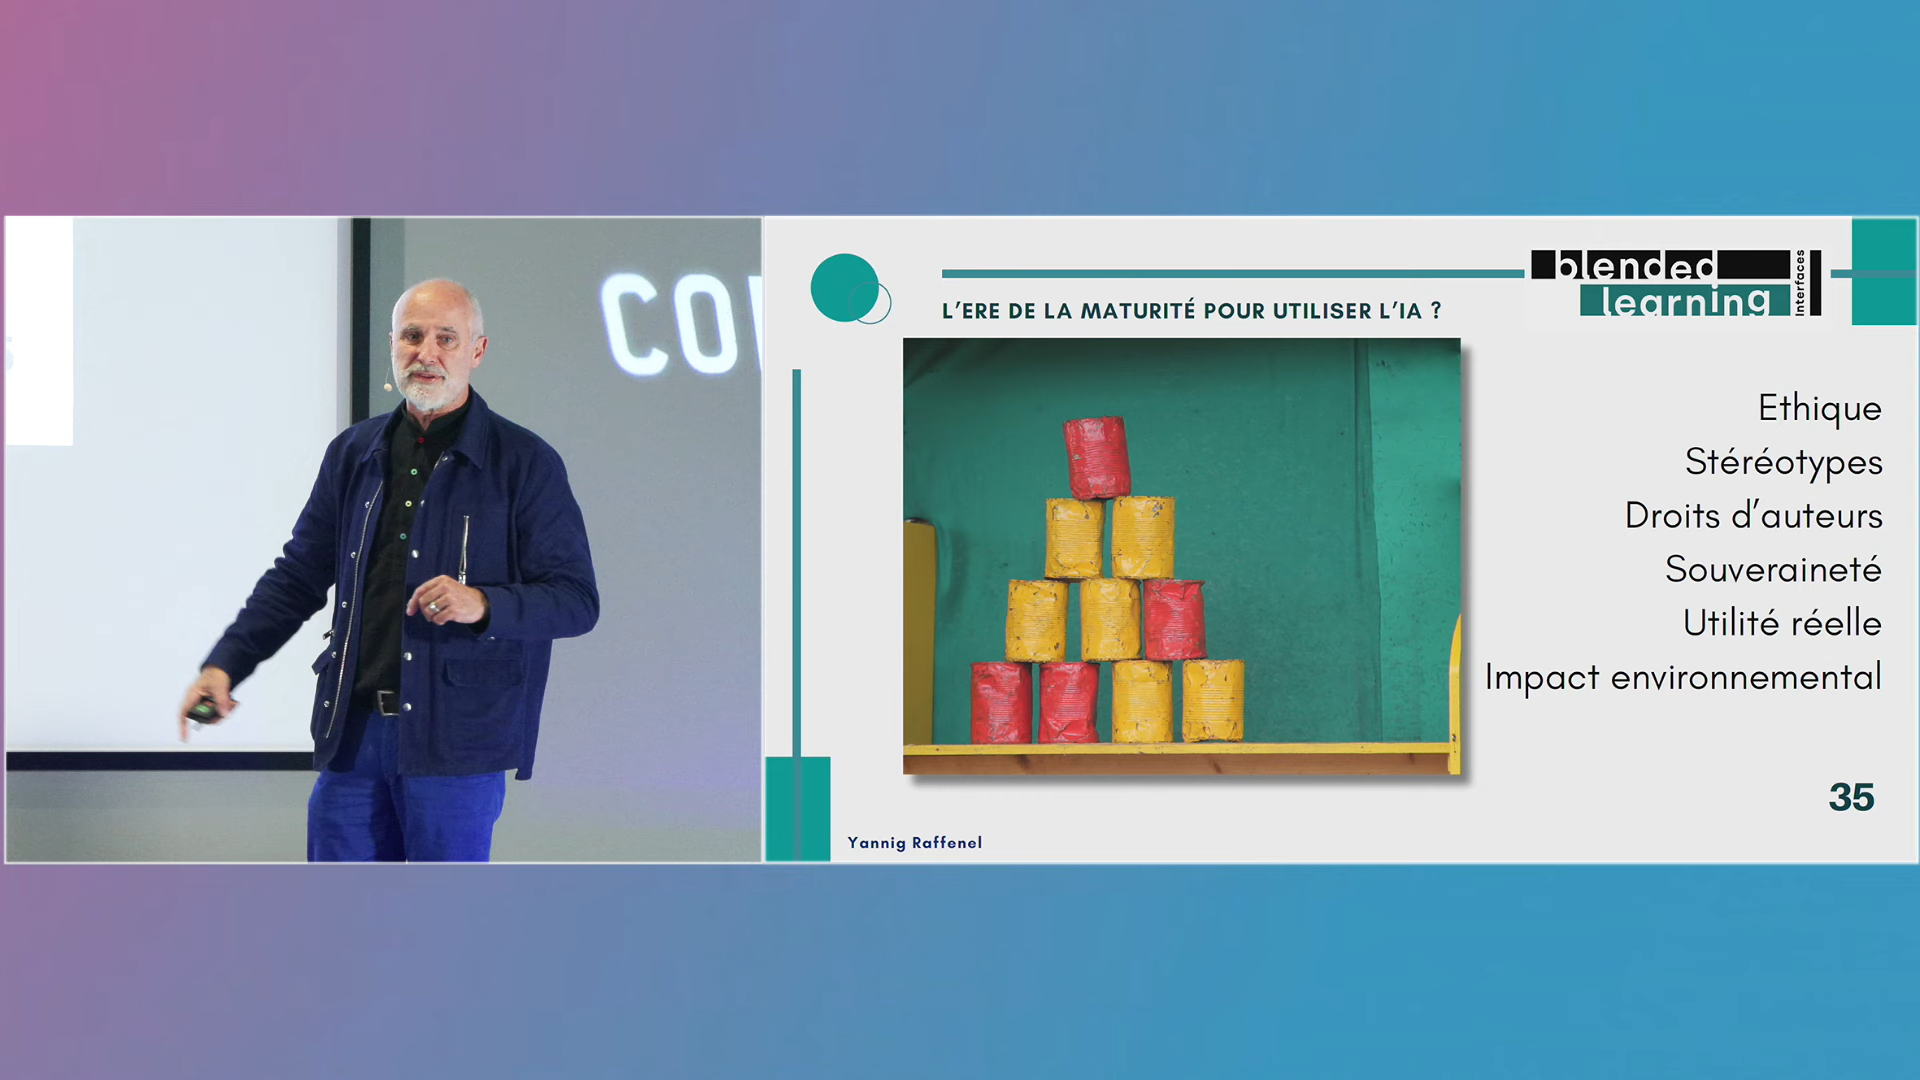 CO
blended
learning
Interfaces
L'ERE DE LA MATURITÉ POUR UTILISER L'IA ?
Ethique
Stéréotypes
Droits d'auteurs
Souveraineté
Utilité réelle
Impact environnemental
35
Yannig Raffenel